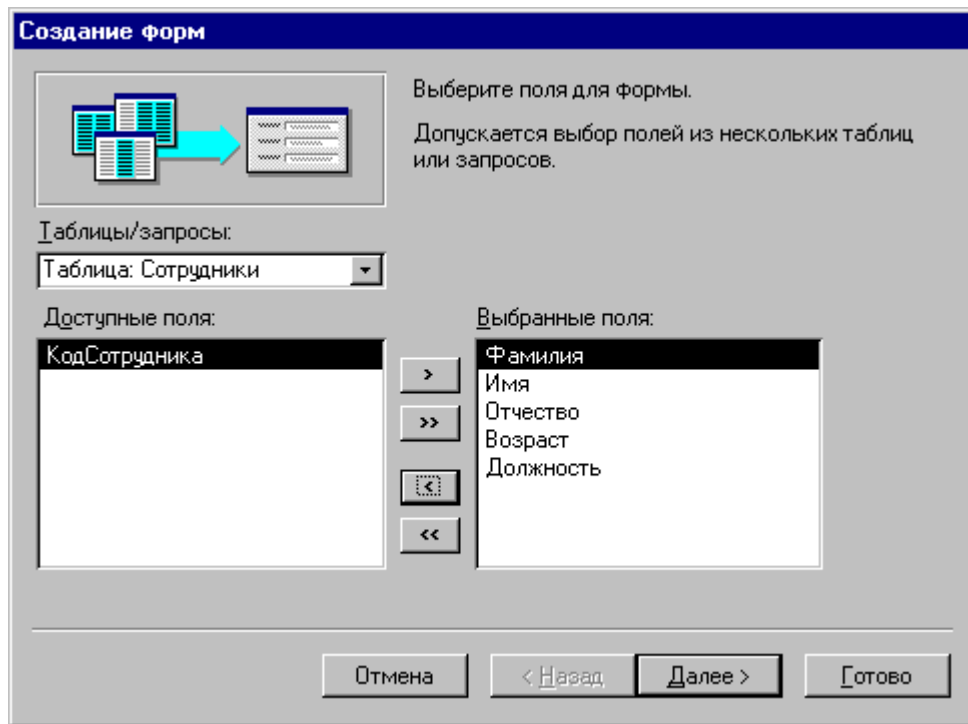 Создание форм
Выберите поля для формы.
Допускается выбор полей из нескольких таблиц
или запросов.
Таблицы/запросы:
Таблица: Сотрудники
Доступные поля:
КодСотрудника
>
>>
<
<<
Выбранные поля:
Фамилия
Имя
Отчество
Возраст
Должность
Отмена
< Назад
Далее >
Готово